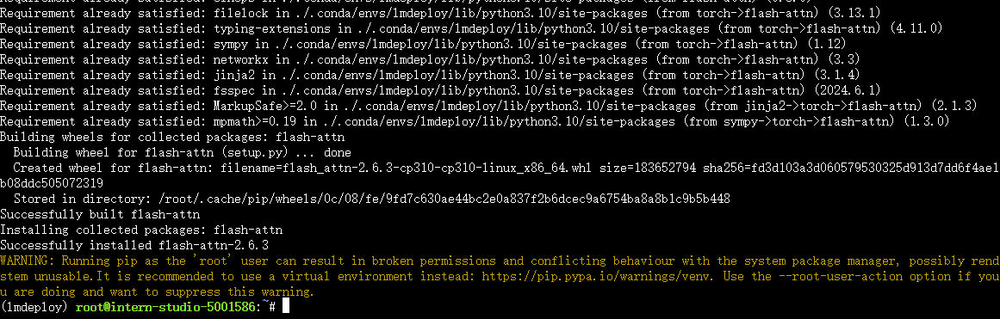 Requirement already satisfied: filelock in ./.conda/envs/lmdeploy/lib/python3.10/site-packages (from torch->flash-attn) (3.13.1)
Requirement already satisfied: typing-extensions in ./.conda/envs/lmdeploy/lib/python3.10/site-packages (from torch->flash-attn) (4.11.0)
Requirement already satisfied: sympy in ./.conda/envs/lmdeploy/lib/python3.10/site-packages (from torch->flash-attn) (1.12)
Requirement already satisfied: networkx in ./.conda/envs/lmdeploy/lib/python3.10/site-packages (from torch->flash-attn) (3.3)
Requirement already satisfied: jinja2 in ./.conda/envs/lmdeploy/lib/python3.10/site-packages (from torch->flash-attn) (3.1.4)
Requirement already satisfied: fsspec in ./.conda/envs/lmdeploy/lib/python3.10/site-packages (from torch->flash-attn) (2024.6.1)
Requirement already satisfied: MarkupSafe>=2.0 in ./.conda/envs/lmdeploy/lib/python3.10/site-packages (from jinja2->torch->flash-attn) (2.1.3)
Requirement already satisfied: mpmath>=0.19 in ./.conda/envs/lmdeploy/lib/python3.10/site-packages (from sympy->torch->flash-attn) (1.3.0)
Building wheels for collected packages: flash-attn
  Building wheel for flash-attn (setup.py) ... done
  Created wheel for flash-attn: filename=flash_attn-2.6.3-cp310-cp310-linux_x86_64.whl size=183652794 sha256=fd3d103a3d060579530325d913d7dd6f4ae1
b08ddc505072319
  Stored in directory: /root/.cache/pip/wheels/0c/08/fe/9fd7c630ae44bc2e0a837f2b6dcec9a6754ba8a8b1c9b5b448
Successfully built flash-attn
Installing collected packages: flash-attn
Successfully installed flash-attn-2.6.3
WARNING: Running pip as the 'root' user can result in broken permissions and conflicting behaviour with the system package manager, possibly rend
stem unusable.It is recommended to use a virtual environment instead: https://pip.pypa.io/warnings/venv. Use the --root-user-action option if you
u are doing and want to suppress this warning.
(lmdeploy) root@intern-studio-5001586:~#